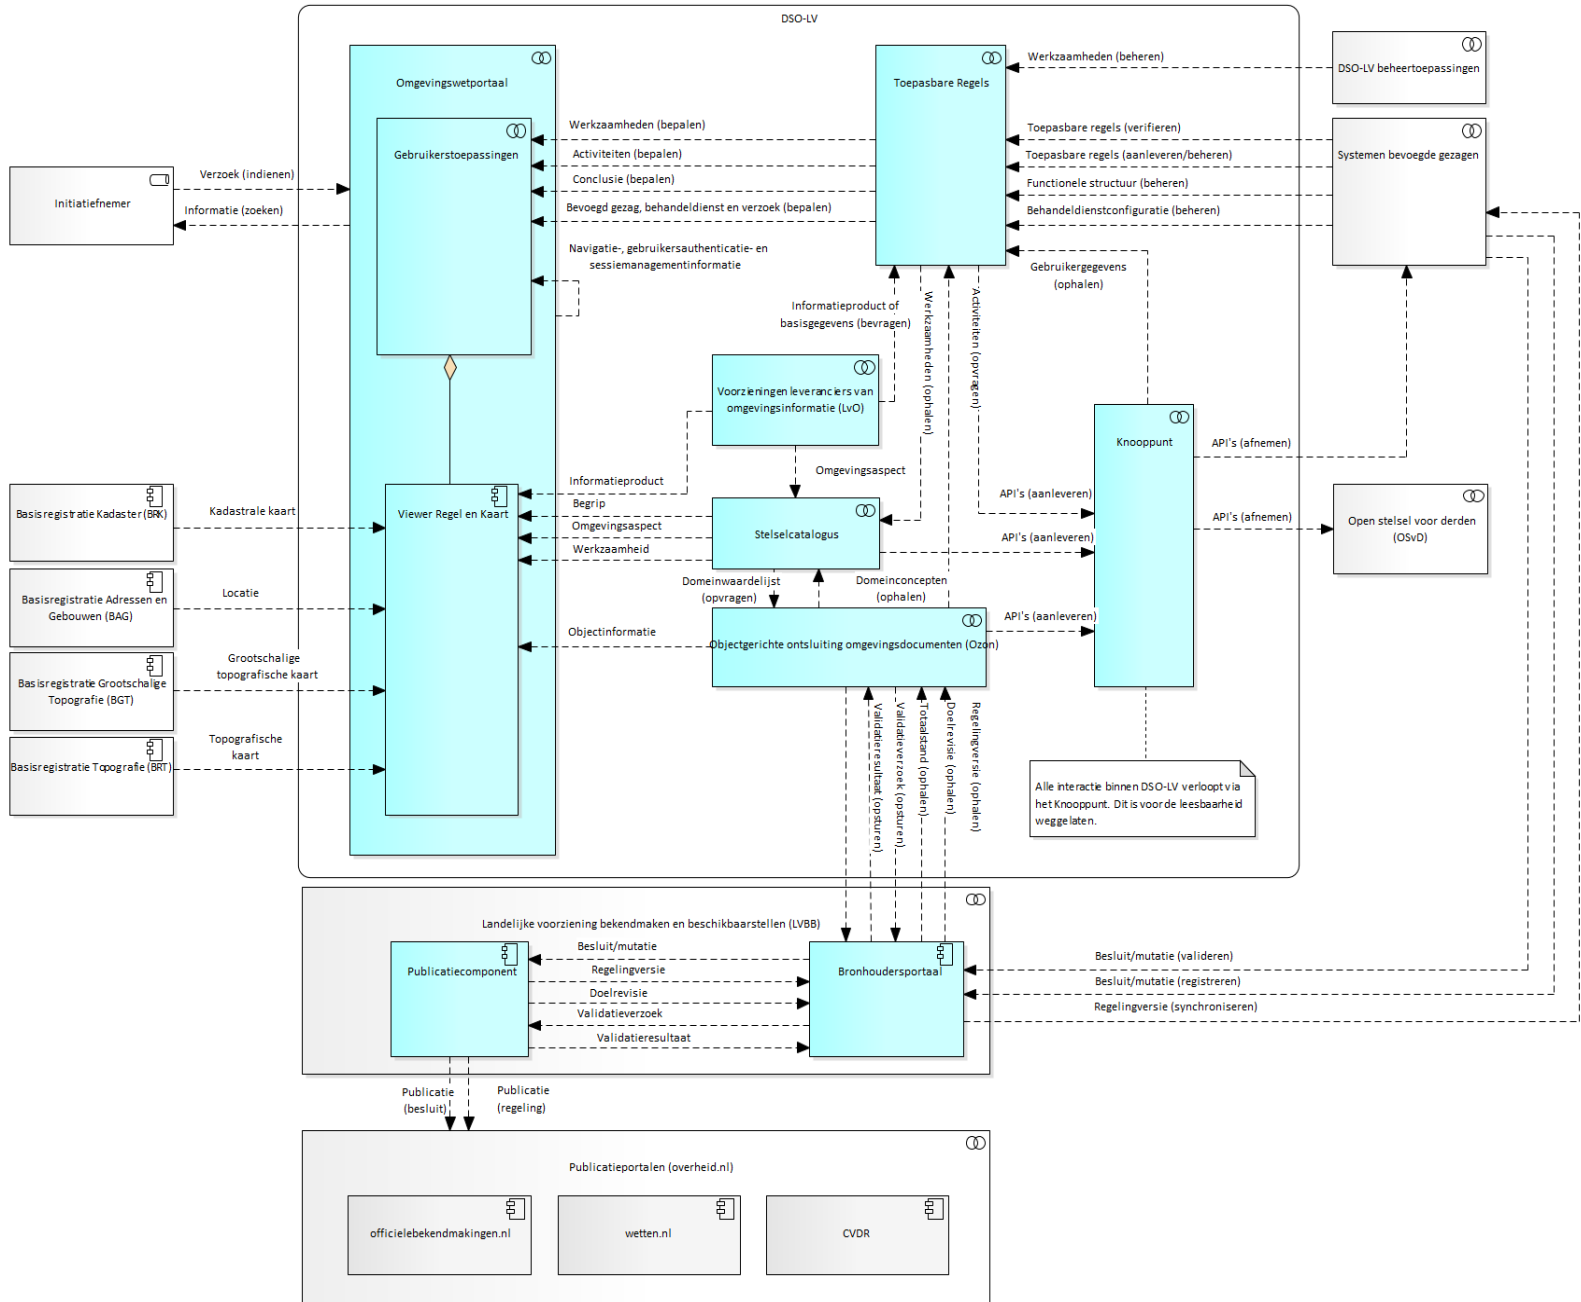 DSO-LV
Omgevingswetportaal
Toepasbare Regels
Werkzaamheden (beheren)
DSO-LV beheertoepassingen
Gebruikerstoepassingen
Werkzaamheden (bepalen)
Activiteiten (bepalen)
Conclusie (bepalen)
Bevoegd gezag, behandeldienst en verzoek (bepalen)
Navigatie-, gebruikersauthenticatie- en
sessiemanagementinformatie
Toepasbare regels (verifieren)
Toepasbare regels (aanleveren/beheren)
Functionele structuur (beheren)
Behandeldienstconfiguratie (beheren)
Systemen bevoegde gezagen
Initiatiefnemer
Verzoek (indienen)
Informatie (zoeken)
Gebruikergegevens
(ophalen)
Informatieproduct of
basisgegevens (bevragen)
Werkzaamheden (ophalen)
Activiteiten (opvragen)
Voorzieningen leveranciers van
omgevingsinformatie (LvO)
Omgevingsaspect
Knooppunt
API's (afnemen)
API's (afnemen)
Open stelsel voor derden
(OSvD)
Informatieproduct
Begrip
Omgevingsaspect
Werkzaamheid
Viewer Regel en Kaart
Stelselcatalogus
API's (aanleveren)
API's (aanleveren)
API's (aanleveren)
Domeinwaardelijst
(opvragen)
Domeinconcepten
(ophalen)
Objectinformatie
Objectgerichte ontsluiting omgevingsdocumenten (Ozon)
Basisregistratie Kadaster (BRK)
Kadastrale kaart
Basisregistratie Adressen en
Gebouwen (BAG)
Locatie
Basisregistratie Grootschalige
Topografie (BGT)
Grootschalige
topografische kaart
Basisregistratie Topografie (BRT)
Topografische
kaart
Validatieresultaat (opsturen)
Validatieverzoek (opsturen)
Totaalstand (ophalen)
Doelrevisie (ophalen)
Regelingversie (ophalen)
Alle interactie binnen DSO-LV verloopt via
het Knooppunt. Dit is voor de leesbaarheid
weggelaten.
Landelijke voorziening bekendmaken en beschikbaarstellen (LVBB)
Publicatiecomponent
Besluit/mutatie
Regelingversie
Doelrevisie
Validatieverzoek
Validatieresultaat
Bronhoudersportaal
Besluit/mutatie (valideren)
Besluit/mutatie (registreren)
Regelingversie (synchroniseren)
Publicatie
(besluit)
Publicatie
(regeling)
Publicatieportalen (overheid.nl)
officielebekendmakingen.nl
wetten.nl
CVDR